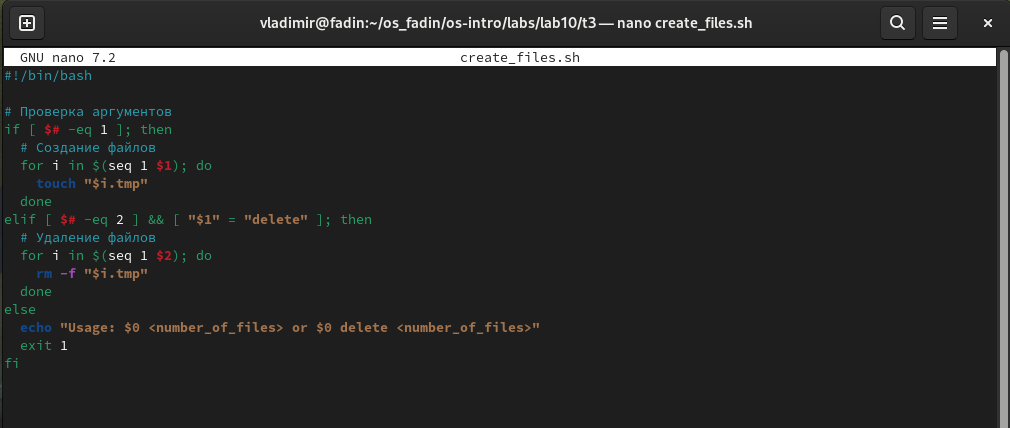 vladimir@fadin:~/os_fadin/os-intro/labs/lab10/t3 — nano create_files.sh
GNU nano 7.2 create_files.sh
#!/bin/bash
# Проверка аргументов
if [ $# -eq 1 ]; then
  # Создание файлов
  for i in $(seq 1 $1); do
    touch "$i.tmp"
  done
elif [ $# -eq 2 ] && [ "$1" = "delete" ]; then
  # Удаление файлов
  for i in $(seq 1 $2); do
    rm -f "$i.tmp"
  done
else
  echo "Usage: $0 <number_of_files> or $0 delete <number_of_files>"
  exit 1
fi